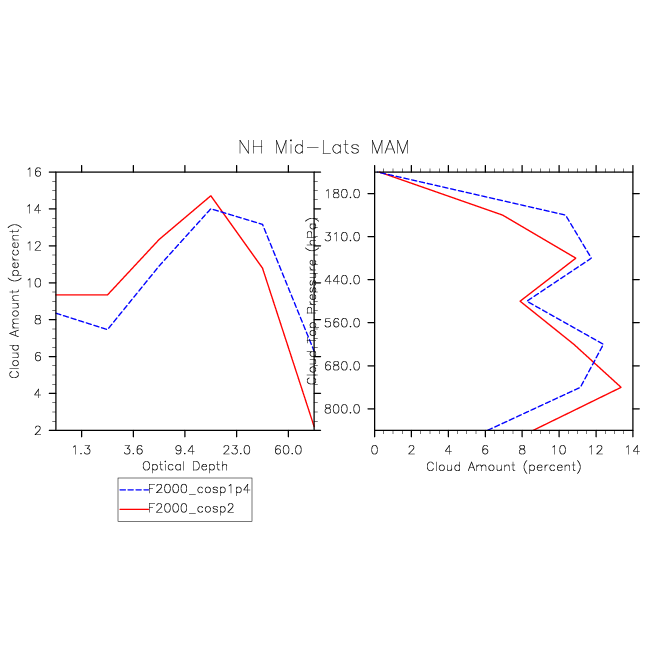 NH Mid-Lats MAM
Cloud Amount (percent)
16
14
12
10
8
6
4
2
1.3 3.6 9.4 23.0 60.0
Optical Depth
Cloud Top Pressure (hPa)
180.0
310.0
440.0
560.0
680.0
800.0
0 2 4 6 8 10 12 14
Cloud Amount (percent)
F2000_cosp1p4
F2000_cosp2